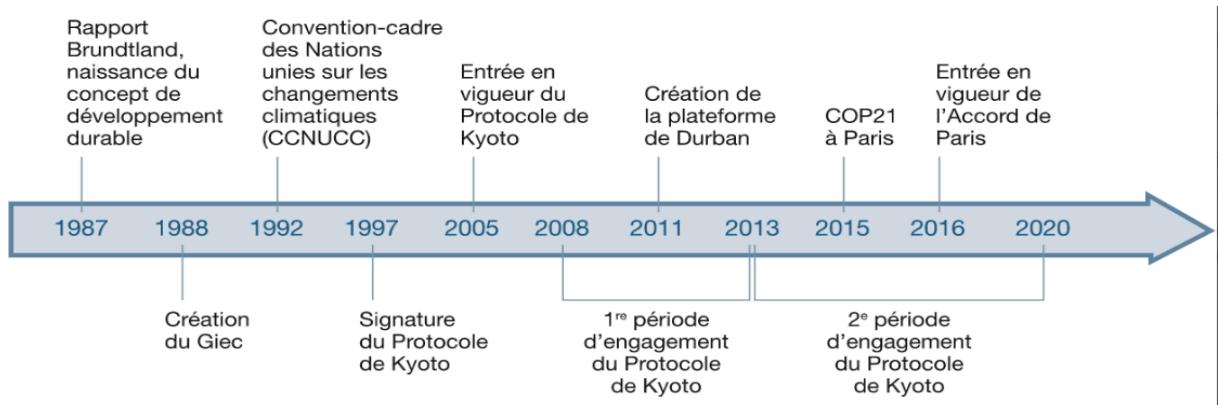 Rapport
Brundtland,
naissance du
concept de
développement
durable
Convention-cadre
des Nations
unies sur les
changements
climatiques
(CCNUCC)
Entrée en
vigueur du
Protocole de
Kyoto
Création de
la plateforme
de Durban
COP21
à Paris
Entrée en
vigueur de
l’Accord de
Paris
1987 1988 1992 1997 2005 2008 2011 2013 2015 2016 2020
Création
du Giec
Signature
du Protocole
de Kyoto
1re période
d’engagement
du Protocole
de Kyoto
2e période
d’engagement
du Protocole
de Kyoto